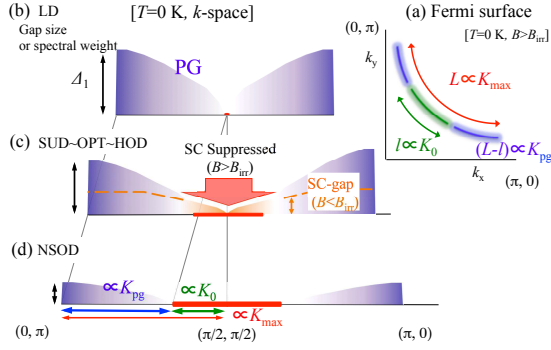 (b) LD
[T=0 K, k-space]
Gap size
or spectral weight
Δ1
PG
(a) Fermi surface
[T=0 K, B>Birr]
(0, π)
ky
L∝Kmax
l∝K0
(L-l)∝Kpg
kx
(π, 0)
(c) SUD~OPT~HOD
SC Suppressed
(B>Birr)
SC-gap
(B<Birr)
(d) NSOD
∝Kpg
∝K0
∝Kmax
(0, π)
(π/2, π/2)
(π, 0)